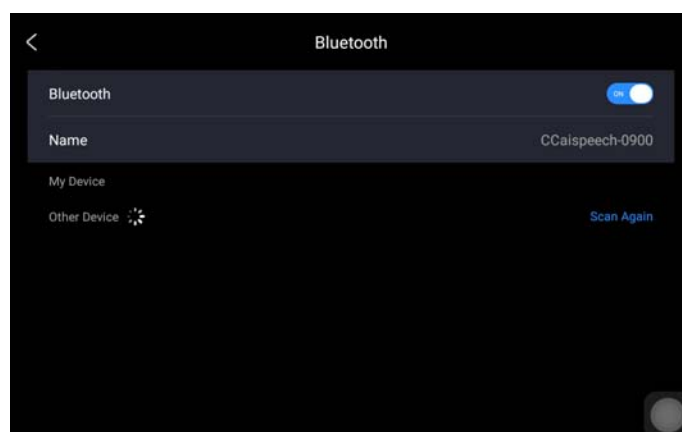 Bluetooth
Bluetooth ON
Name CCaispeech-0900
My Device
Other Device Scan Again